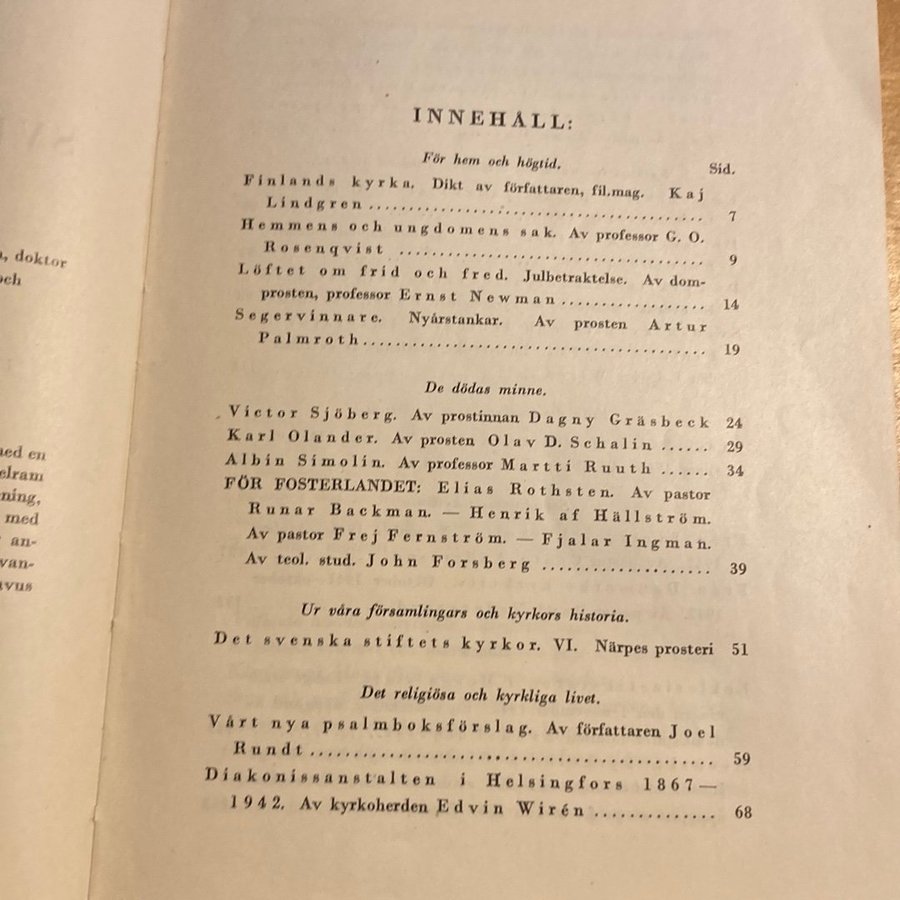 doktor
och
med en
elram
ning,
med
an-
van-
avus
INNEHÅLL:
För hem och högtid.
Sid.
Finlands kyrka. Dikt av författaren, fil.mag. Kaj
Lindgren ........................................ 7
Hemmens och ungdomens sak. Av professor G. O.
Rosenqvist ..................................... 9
Löftet om frid och fred. Julbetraktelse. Av dom-
prosten, professor Ernst Newman .................. 14
Segervinnare. Nyårstankar. Av prosten Artur
Palmroth ........................................ 19
De dödas minne.
Victor Sjöberg. Av prostinnan Dagny Gräsbeck 24
Karl Olander. Av prosten Olav D. Schalin ...... 29
Albin Simolin. Av professor Martti Ruuth ...... 34
FÖR FOSTERLANDET: Elias Rothsten. Av pastor
Runar Backman. — Henrik af Hällström.
Av pastor Frej Fernström. — Fjalar Ingman.
Av teol. stud. John Forsberg .................... 39
Ur våra församlingars och kyrkors historia.
Det svenska stiftets kyrkor. VI. Närpes prosteri 51
Det religiösa och kyrkliga livet.
Vårt nya psalmboksförslag. Av författaren Joel
Rundt ............................................... 59
Diakonissanstalten i Helsingfors 1867—
1942. Av kyrkoherden Edvin Wirén .............. 68